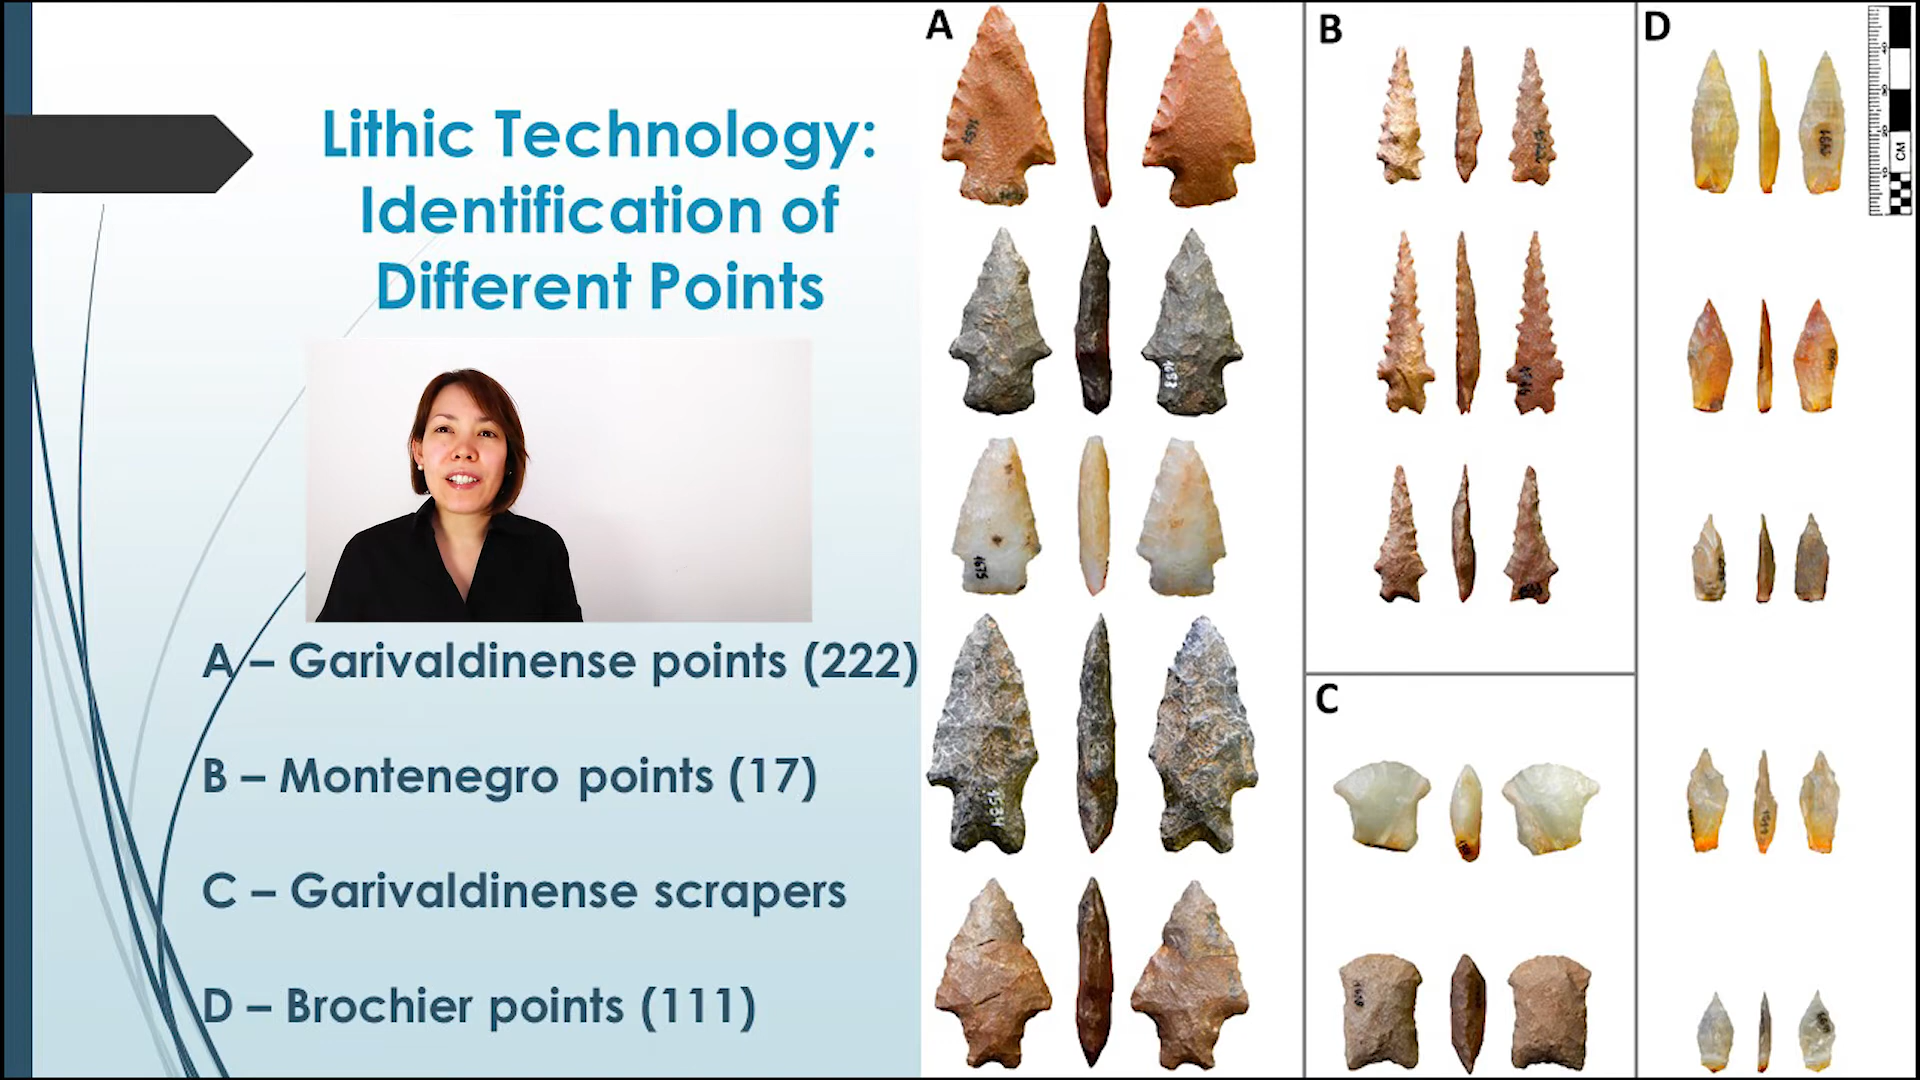 Lithic Technology:
Identification of
Different Points
A – Garivaldinense points (222)
B – Montenegro points (17)
C – Garivaldinense scrapers
D – Brochier points (111)
A
B
C
D
CM